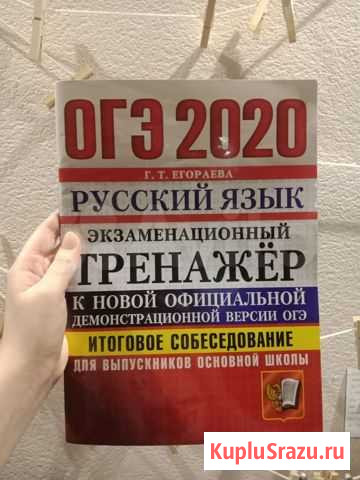 ОГЭ 2020
Г. Т. ЕГОРАЕВА
РУССКИЙ ЯЗЫК
ЭКЗАМЕНАЦИОННЫЙ
ТРЕНАЖЁР
К НОВОЙ ОФИЦИАЛЬНОЙ
ДЕМОНСТРАЦИОННОЙ ВЕРСИИ ОГЭ
ИТОГОВОЕ СОБЕСЕДОВАНИЕ
ДЛЯ ВЫПУСКНИКОВ ОСНОВНОЙ ШКОЛЫ
KupluSrazu.ru